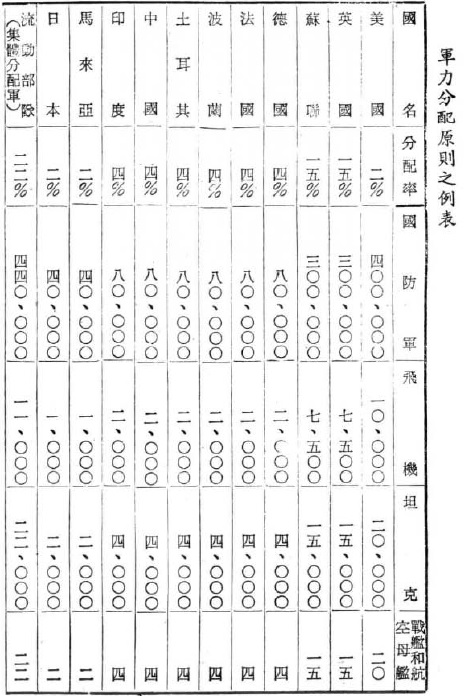 軍力分配原則之例表
國名 分配率 國防軍 飛機 坦克 戰艦和航空母艦
美國 二% 四〇〇、〇〇〇 一〇、〇〇〇 二〇、〇〇〇 二〇
英國 一五% 三〇〇、〇〇〇 七、五〇〇 一五、〇〇〇 一五
蘇聯 一五% 三〇〇、〇〇〇 七、五〇〇 一五、〇〇〇 一五
德國 四% 八〇、〇〇〇 二、〇〇〇 四、〇〇〇 四
法國 四% 八〇、〇〇〇 二、〇〇〇 四、〇〇〇 四
波蘭 四% 八〇、〇〇〇 二、〇〇〇 四、〇〇〇 四
土耳其 四% 八〇、〇〇〇 二、〇〇〇 四、〇〇〇 四
中國 四% 八〇、〇〇〇 二、〇〇〇 四、〇〇〇 四
印度 四% 八〇、〇〇〇 二、〇〇〇 四、〇〇〇 四
馬來亞 二% 四〇、〇〇〇 一、〇〇〇 二、〇〇〇 二
日本 二% 四〇、〇〇〇 一、〇〇〇 二、〇〇〇 二
流動部隊（集體分配軍） 二二% 四四〇、〇〇〇 一一、〇〇〇 二二、〇〇〇 二二